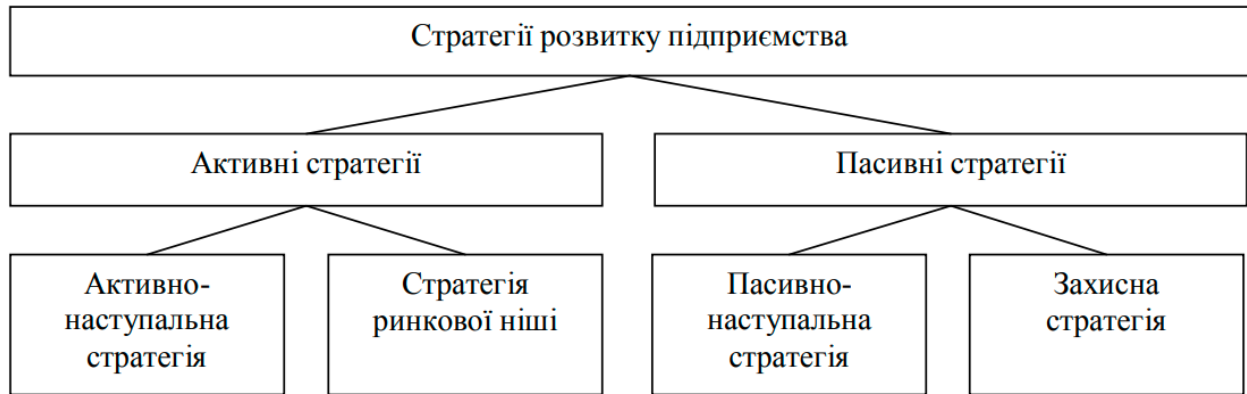 Стратегії розвитку підприємства
Активні стратегії
Пасивні стратегії
Активно-
наступальна
стратегія
Стратегія
ринкової ніші
Пасивно-
наступальна
стратегія
Захисна
стратегія